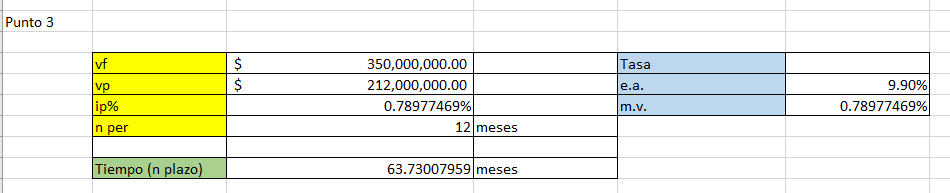 Punto 3
vf $ 350,000,000.00 Tasa
vp $ 212,000,000.00 e.a. 9.90%
ip% 0.78977469% m.v. 0.78977469%
n per 12 meses
Tiempo (n plazo) 63.73007959 meses